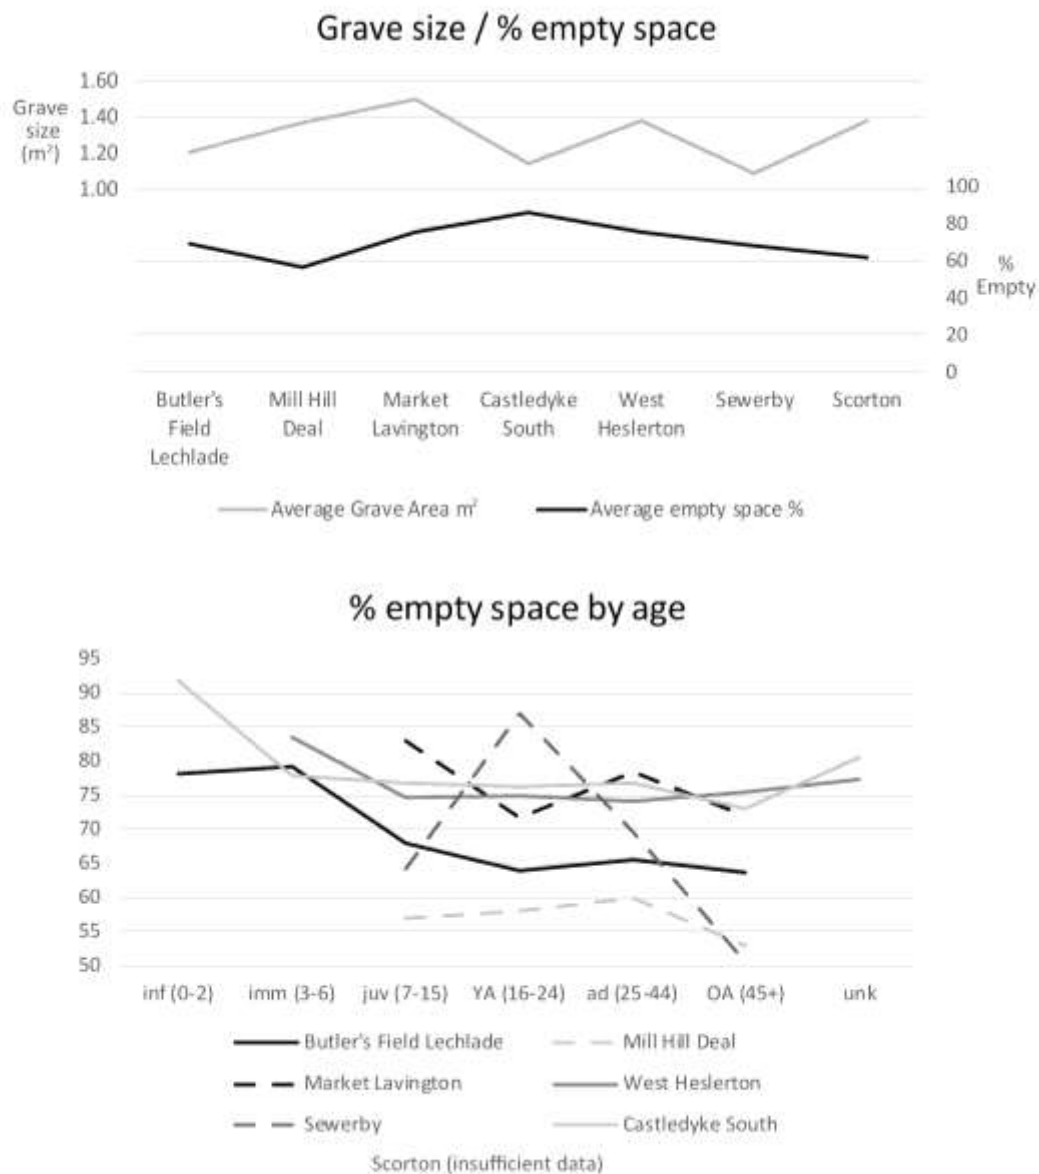 Grave size / % empty space
1.60
1.40
1.20
1.00
Grave
size
(m²)
100
80
60
40
20
0
%
Empty
Butler's
Field
Lechlade
Mill Hill
Deal
Market
Lavington
Castledyke
South
West
Heslerton
Sewerby
Scorton
Average Grave Area m²
Average empty space %
% empty space by age
95
90
85
80
75
70
65
60
55
50
inf (0-2)
imm (3-6)
juv (7-15)
YA (16-24)
ad (25-44)
OA (45+)
unk
Butler's Field Lechlade
Mill Hill Deal
Market Lavington
West Heslerton
Sewerby
Castledyke South
Scorton (insufficient data)